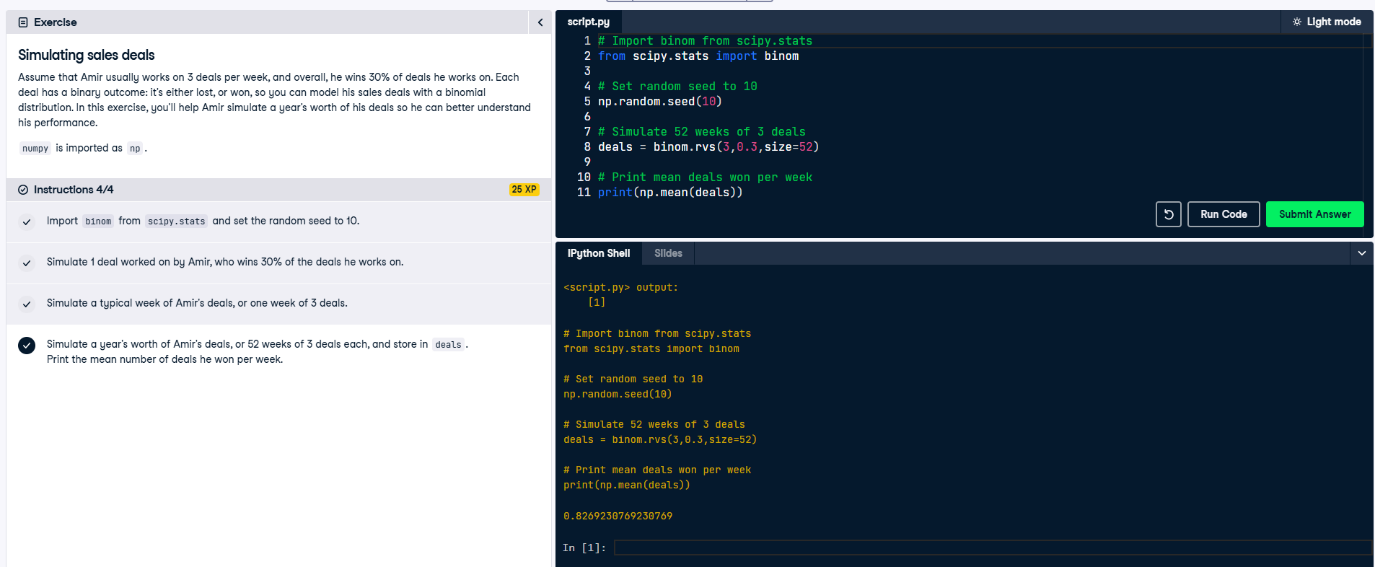 Exercise
Simulating sales deals
Assume that Amir usually works on 3 deals per week, and overall, he wins 30% of deals he works on. Each
deal has a binary outcome: it's either lost, or won, so you can model his sales deals with a binomial
distribution. In this exercise, you'll help Amir simulate a year's worth of his deals so he can better understand
his performance.
numpy is imported as np .
Instructions 4/4
25 XP
Import binom from scipy.stats and set the random seed to 10.
Simulate 1 deal worked on by Amir, who wins 30% of the deals he works on.
Simulate a typical week of Amir's deals, or one week of 3 deals.
Simulate a year's worth of Amir's deals, or 52 weeks of 3 deals each, and store in deals .
Print the mean number of deals he won per week.
script.py
Light mode
1 # Import binom from scipy.stats
2 from scipy.stats import binom
3
4 # Set random seed to 10
5 np.random.seed(10)
6
7 # Simulate 52 weeks of 3 deals
8 deals = binom.rvs(3,0.3,size=52)
9
10 # Print mean deals won per week
11 print(np.mean(deals))
Run Code
Submit Answer
IPython Shell
Slides
<script.py> output:
[1]
# Import binom from scipy.stats
from scipy.stats import binom
# Set random seed to 10
np.random.seed(10)
# Simulate 52 weeks of 3 deals
deals = binom.rvs(3,0.3,size=52)
# Print mean deals won per week
print(np.mean(deals))
0.8269230769230769
In [1]: